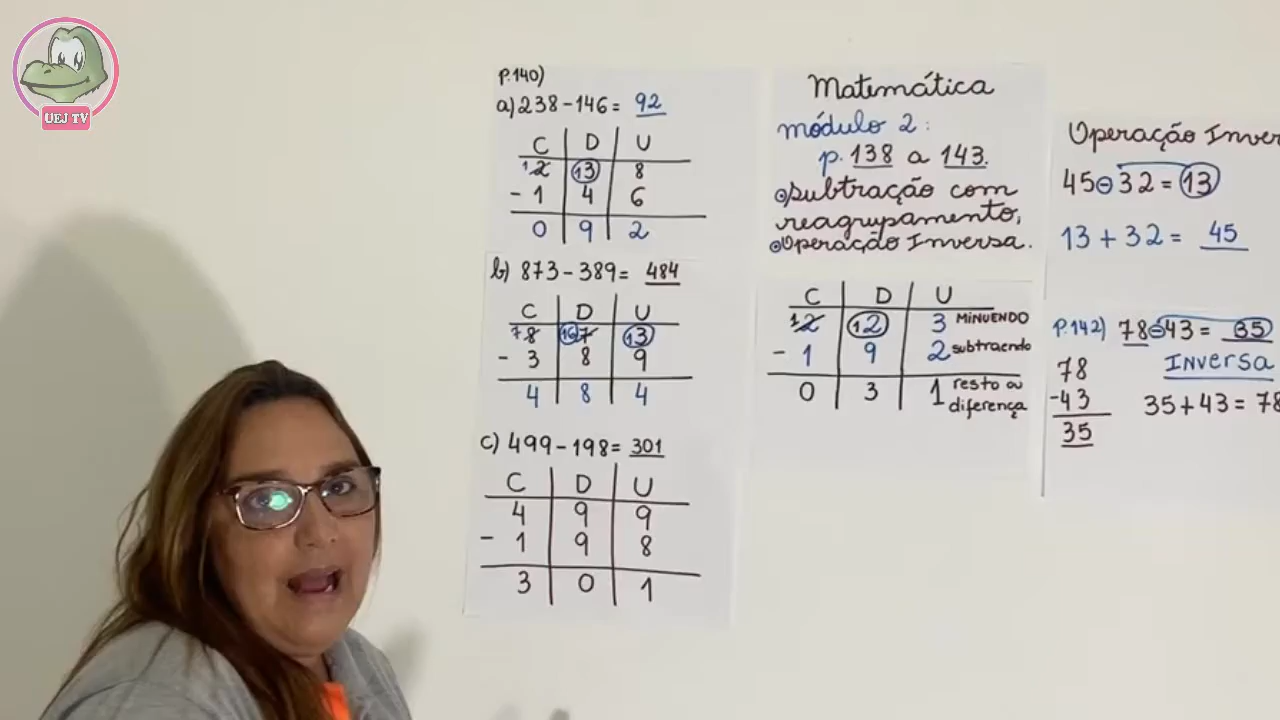 UEJ TV
p.140)
a) 238 - 146 = 92
C D U
12 13 8
- 1 4 6
0 9 2
b) 873 - 389 = 484
C D U
78 167 13
- 3 8 9
4 8 4
c) 499 - 198 = 301
C D U
4 9 9
- 1 9 8
3 0 1
Matemática
módulo 2:
p. 138 a 143.
subtração com
reagrupamento,
Operação Inversa.
C D U
12 12 3 MINUENDO
- 1 9 2 subtraendo
0 3 1 resto ou
diferença
Operação Inver
45 - 32 = 13
13 + 32 = 45
P.142) 78 - 43 = 35
Inversa
78
-43
35
35 + 43 = 78